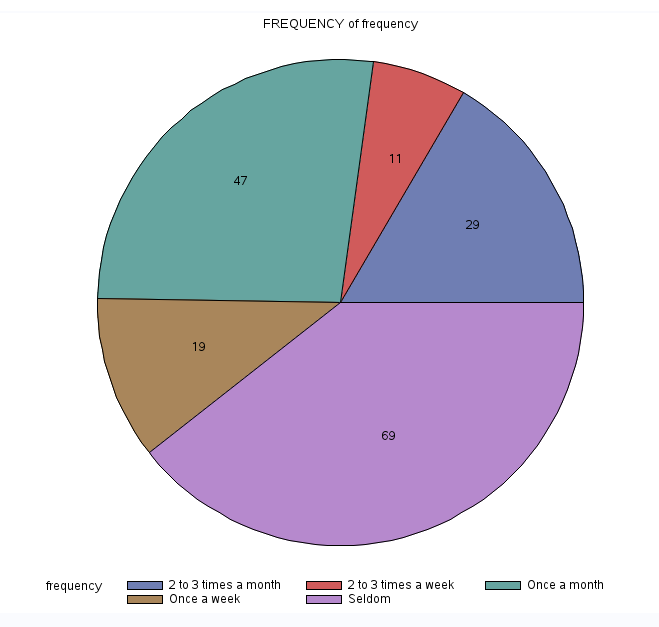 FREQUENCY of frequency
11
47
29
19
69
frequency 2 to 3 times a month 2 to 3 times a week Once a month
Once a week Seldom